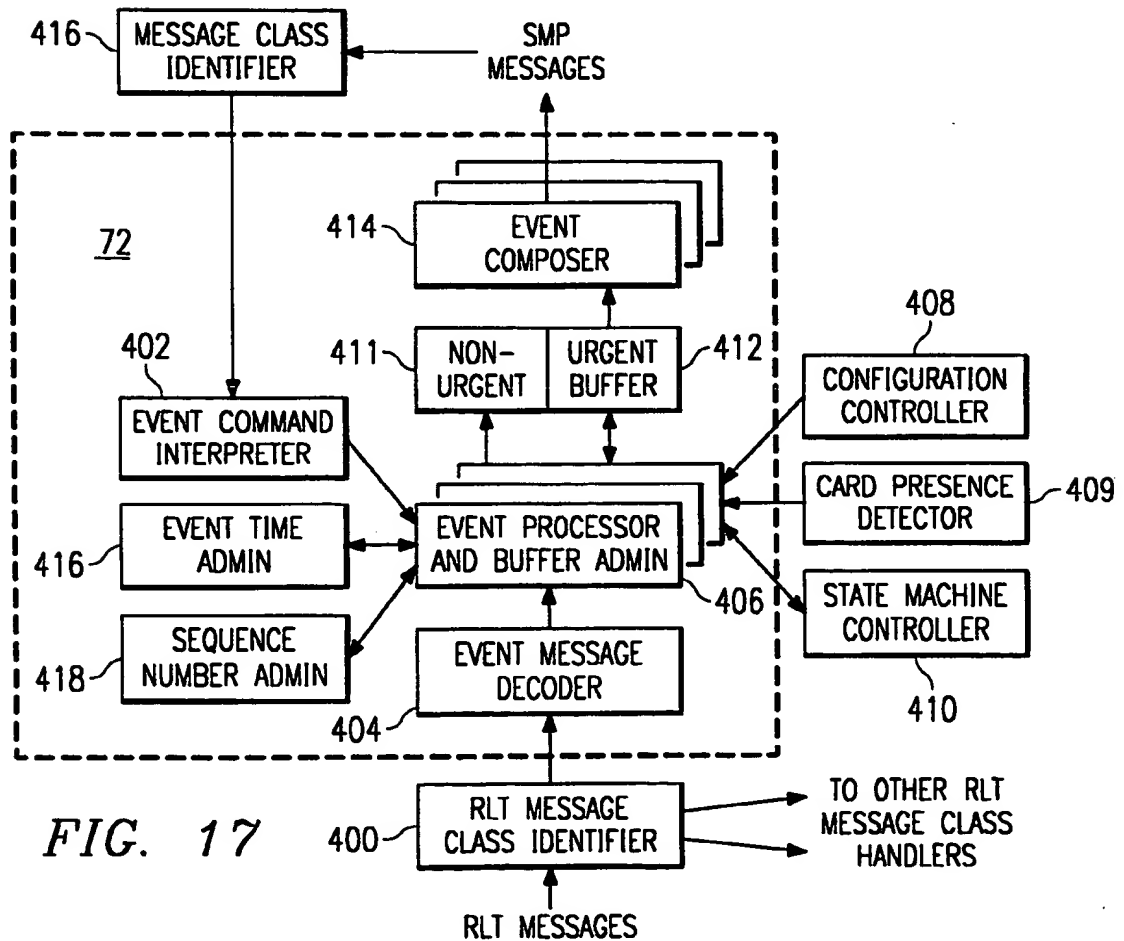 416
MESSAGE CLASS
IDENTIFIER
SMP
MESSAGES
72
414
EVENT
COMPOSER
402
411
NON-
URGENT
URGENT
BUFFER
412
408
EVENT COMMAND
INTERPRETER
CONFIGURATION
CONTROLLER
416
EVENT TIME
ADMIN
EVENT PROCESSOR
AND BUFFER ADMIN
406
CARD PRESENCE
DETECTOR
409
418
SEQUENCE
NUMBER ADMIN
EVENT MESSAGE
DECODER
404
STATE MACHINE
CONTROLLER
410
FIG. 17
400
RLT MESSAGE
CLASS IDENTIFIER
TO OTHER RLT
MESSAGE CLASS
HANDLERS
RLT MESSAGES